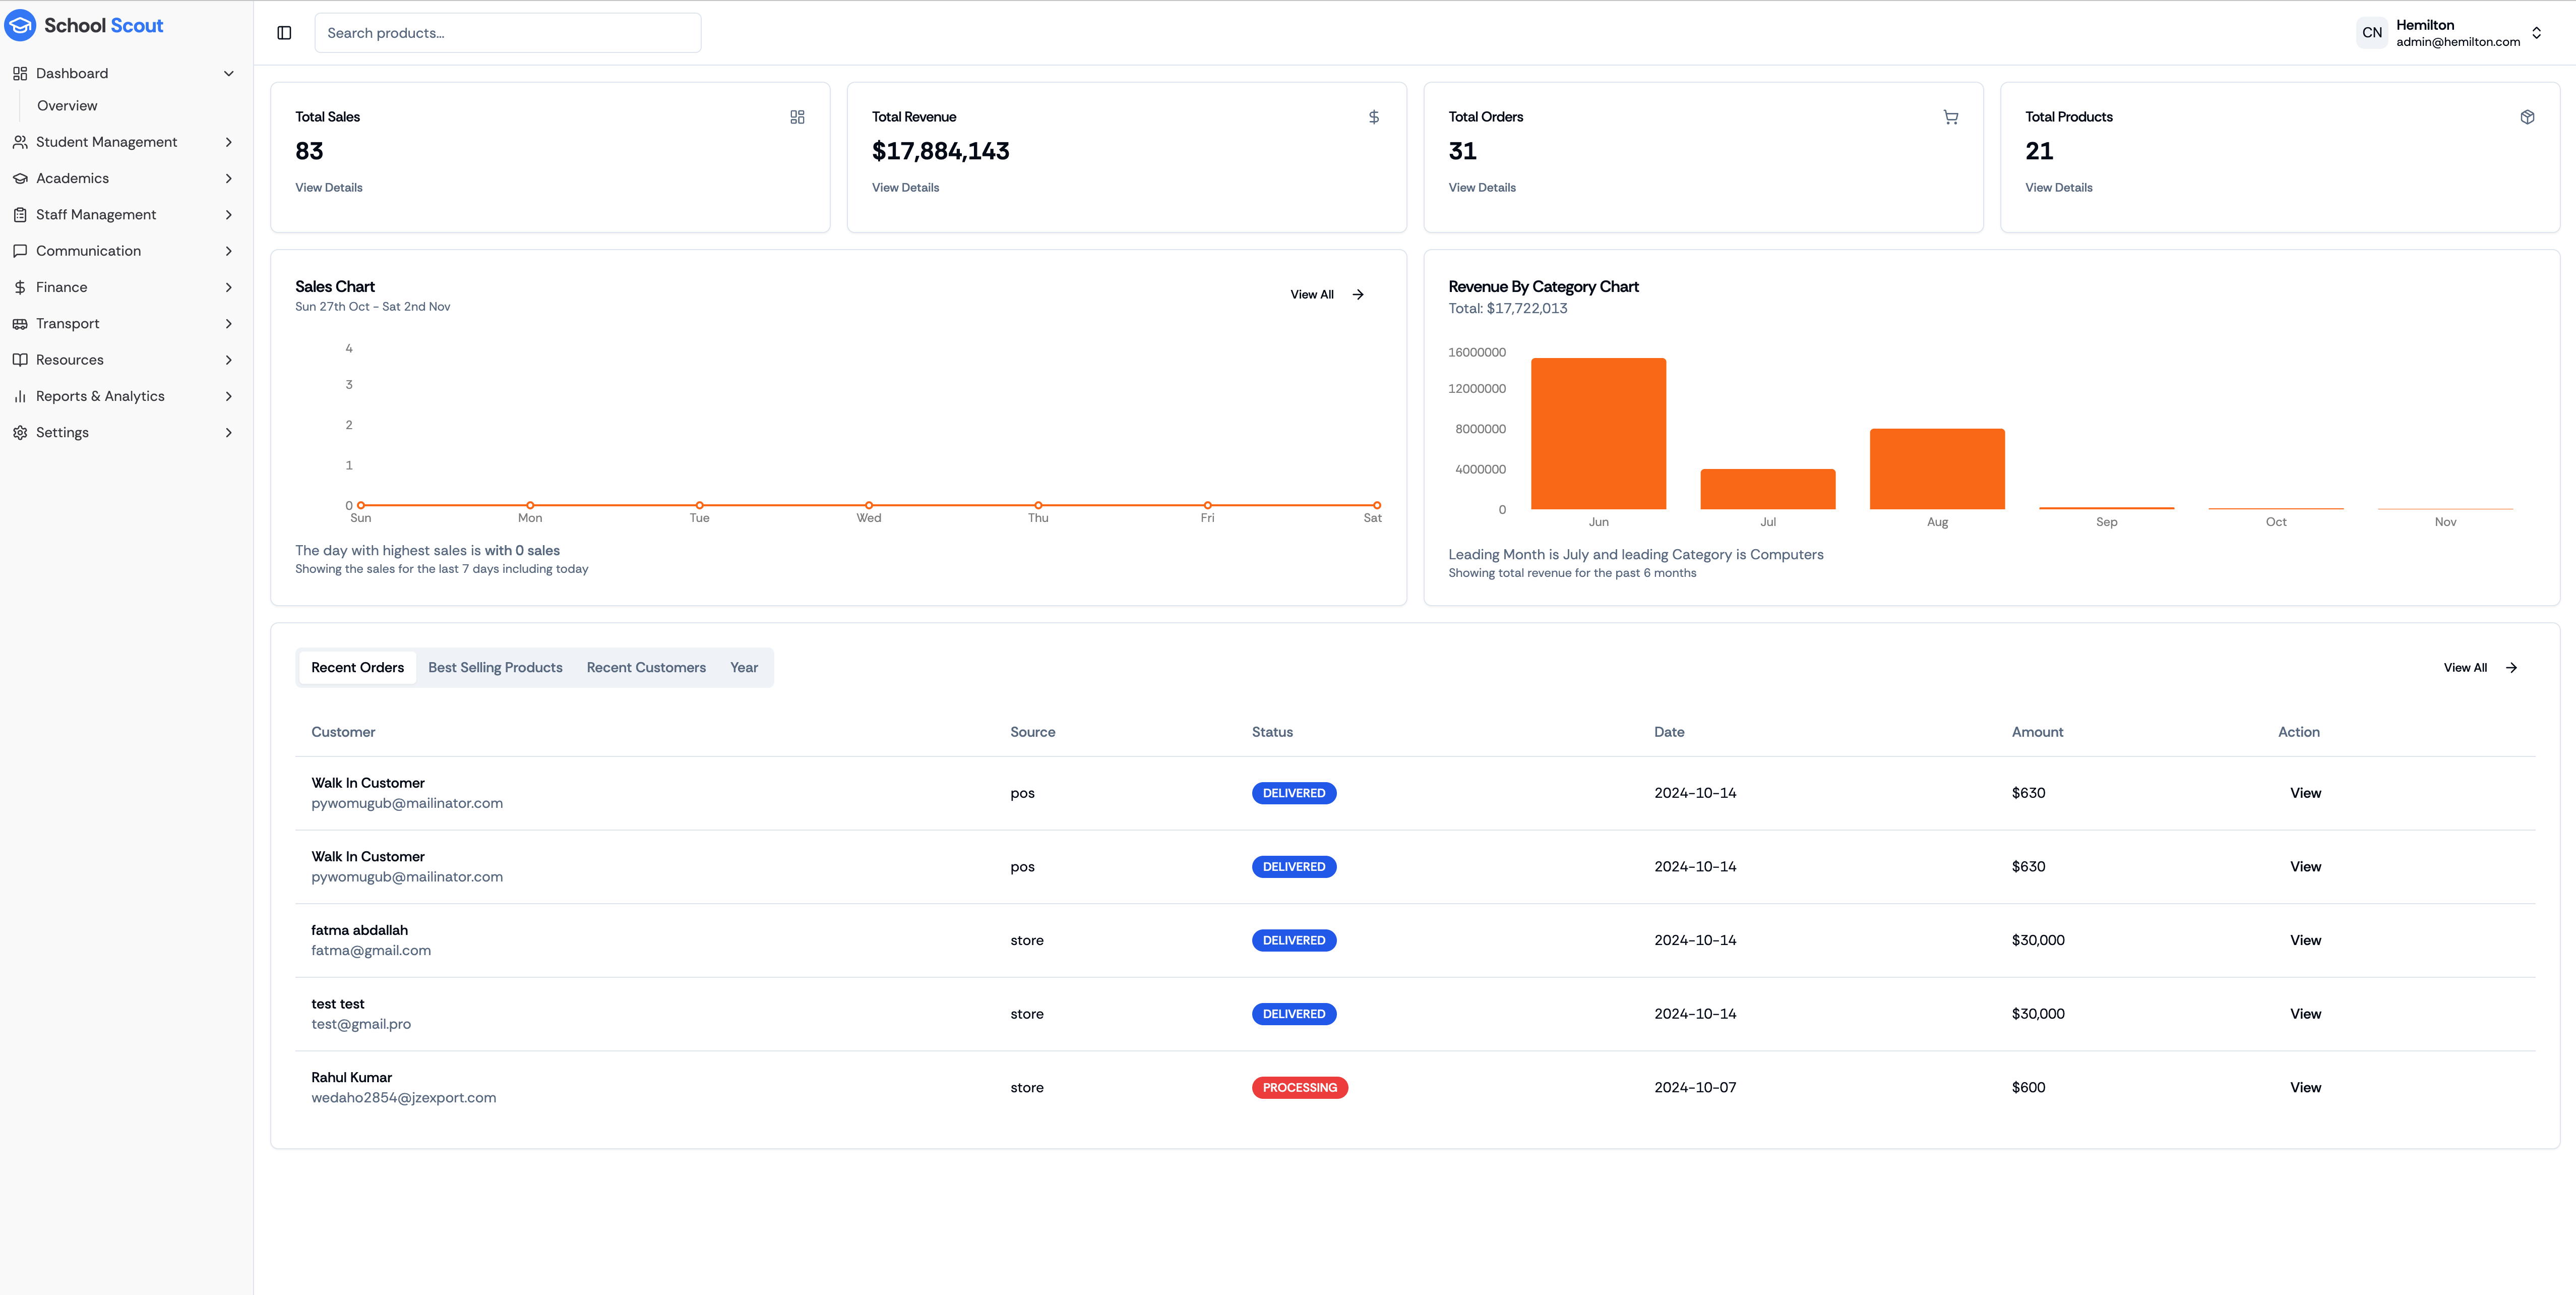 School Scout
Dashboard
Overview
Student Management
Academics
Staff Management
Communication
Finance
Transport
Resources
Reports & Analytics
Settings
Search products...
CN
Hemilton
admin@hemilton.com
Total Sales
83
View Details
Total Revenue
$17,884,143
View Details
Total Orders
31
View Details
Total Products
21
View Details
Sales Chart
Sun 27th Oct - Sat 2nd Nov
View All
4
3
2
1
0
Sun Mon Tue Wed Thu Fri Sat
The day with highest sales is with 0 sales
Showing the sales for the last 7 days including today
Revenue By Category Chart
Total: $17,722,013
16000000
12000000
8000000
4000000
0
Jun Jul Aug Sep Oct Nov
Leading Month is July and leading Category is Computers
Showing total revenue for the past 6 months
Recent Orders Best Selling Products Recent Customers Year
View All
Customer Source Status Date Amount Action
Walk In Customer
pywomugub@mailinator.com
pos DELIVERED 2024-10-14 $630 View
Walk In Customer
pywomugub@mailinator.com
pos DELIVERED 2024-10-14 $630 View
fatma abdallah
fatma@gmail.com
store DELIVERED 2024-10-14 $30,000 View
test test
test@gmail.pro
store DELIVERED 2024-10-14 $30,000 View
Rahul Kumar
wedaho2854@jzexport.com
store PROCESSING 2024-10-07 $600 View